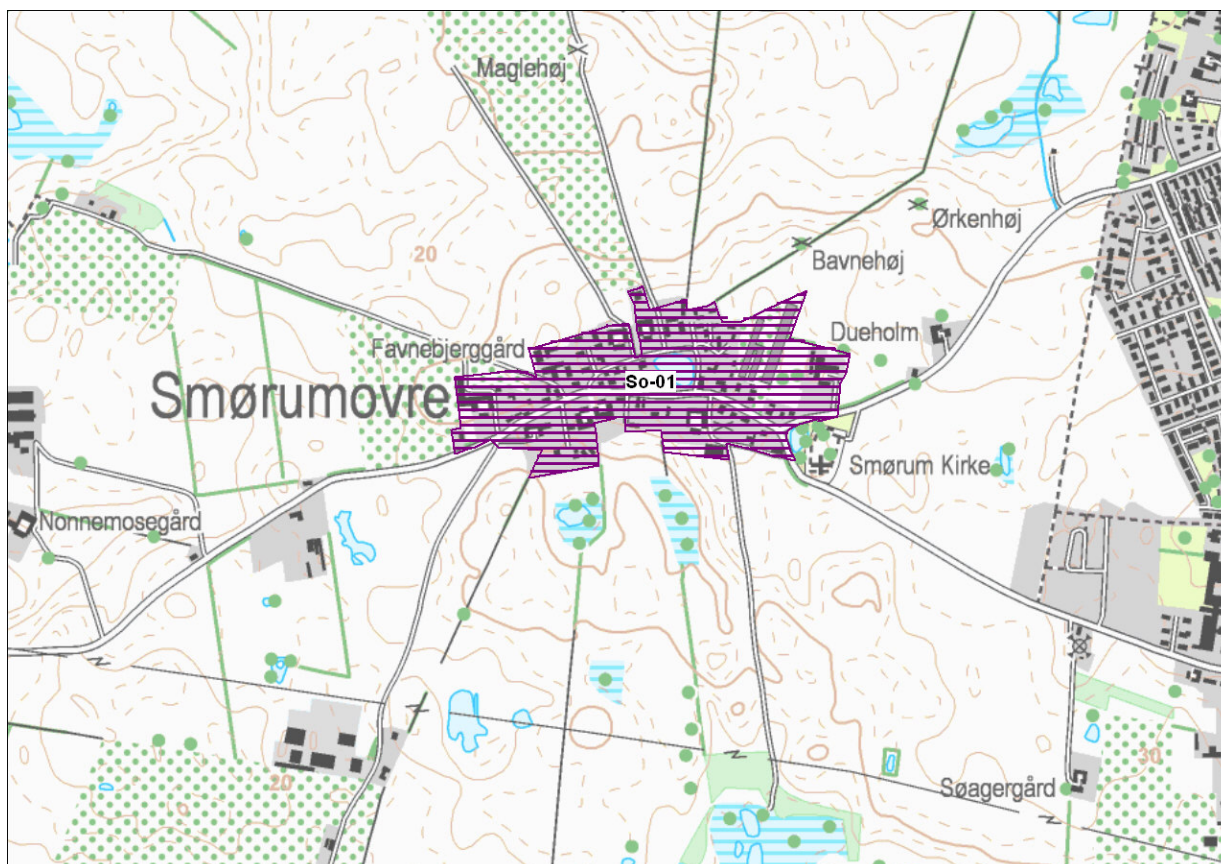 Maglehøj
Ørkenhøj
20
Bavnehøj
Dueholm
Favnebjerggård
So-01
Smørumovre
Smørum Kirke
Nonnemosegård
30
20
Søagergård